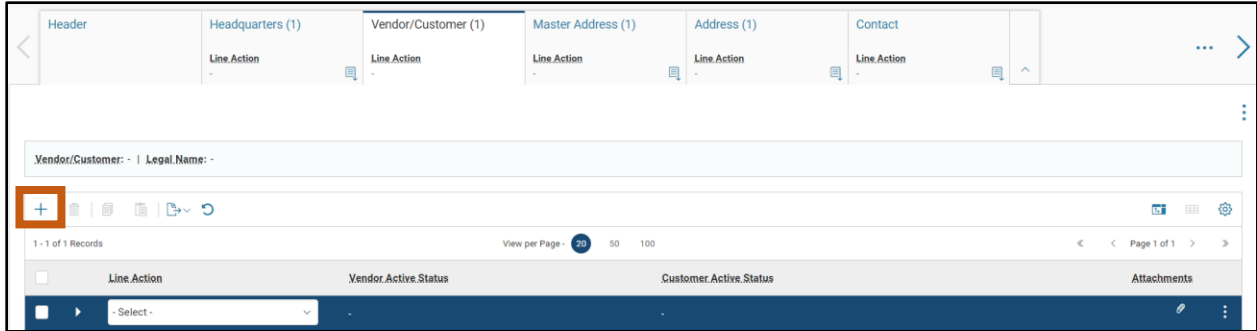 Header Headquarters (1) Vendor/Customer (1) Master Address (1) Address (1) Contact
Line Action Line Action Line Action Line Action Line Action
- - - - -
Vendor/Customer: - | Legal Name: -
1 - 1 of 1 Records View per Page - 20 50 100 Page 1 of 1
Line Action Vendor Active Status Customer Active Status Attachments
- Select - - -